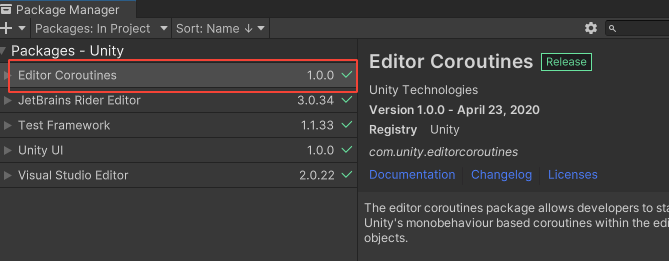 Package Manager
Packages: In Project
Sort: Name ↓
Packages - Unity
Editor Coroutines 1.0.0
JetBrains Rider Editor 3.0.34
Test Framework 1.1.33
Unity UI 1.0.0
Visual Studio Editor 2.0.22
Editor Coroutines Release
Unity Technologies
Version 1.0.0 - April 23, 2020
Registry Unity
com.unity.editorcoroutines
Documentation Changelog Licenses
The editor coroutines package allows developers to sta
Unity's monobehaviour based coroutines within the edi
objects.